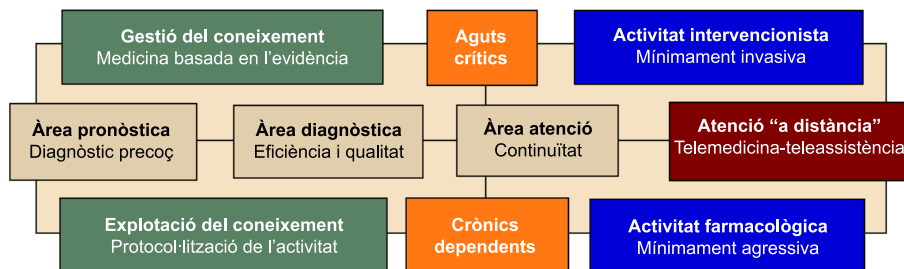 Gestió del coneixement
Medicina basada en l'evidència
Aguts
crítics
Activitat intervencionista
Mínimament invasiva
Àrea pronòstica
Diagnòstic precoç
Àrea diagnòstica
Eficiència i qualitat
Àrea atenció
Continuïtat
Atenció “a distància”
Telemedicina-teleassistència
Explotació del coneixement
Protocol·lització de l'activitat
Crònics
dependents
Activitat farmacològica
Mínimament agressiva